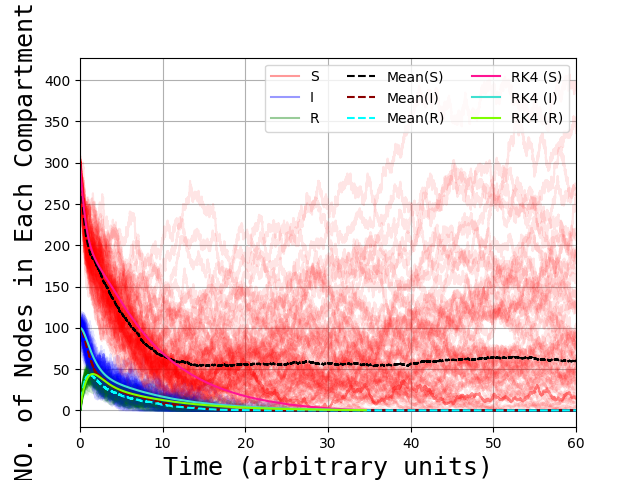 NO. of Nodes in Each Compartment
400
350
300
250
200
150
100
50
0
S
I
R
Mean(S)
Mean(I)
Mean(R)
RK4 (S)
RK4 (I)
RK4 (R)
0 10 20 30 40 50 60
Time (arbitrary units)